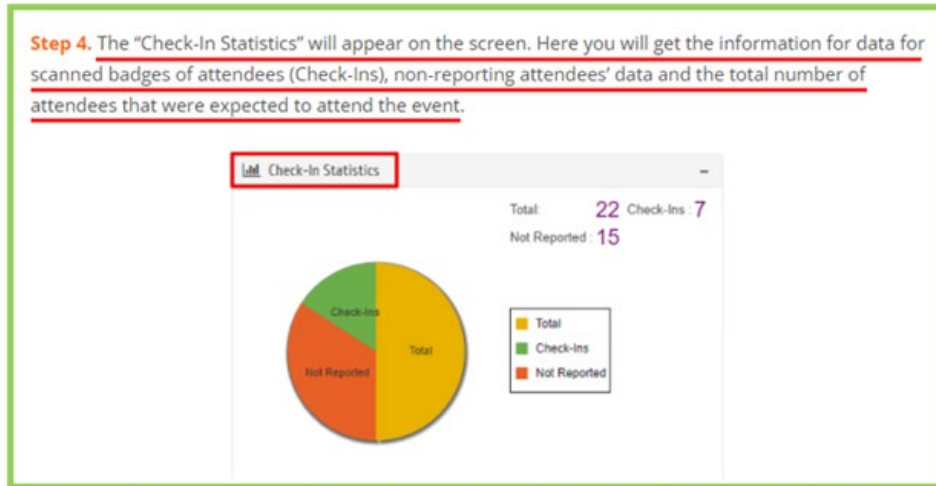 Step 4. The “Check-In Statistics” will appear on the screen. Here you will get the information for data for
scanned badges of attendees (Check-Ins), non-reporting attendees’ data and the total number of
attendees that were expected to attend the event.
Check-In Statistics
Total: 22 Check-Ins : 7
Not Reported : 15
Check-Ins
Total
Not Reported
Total
Check-Ins
Not Reported